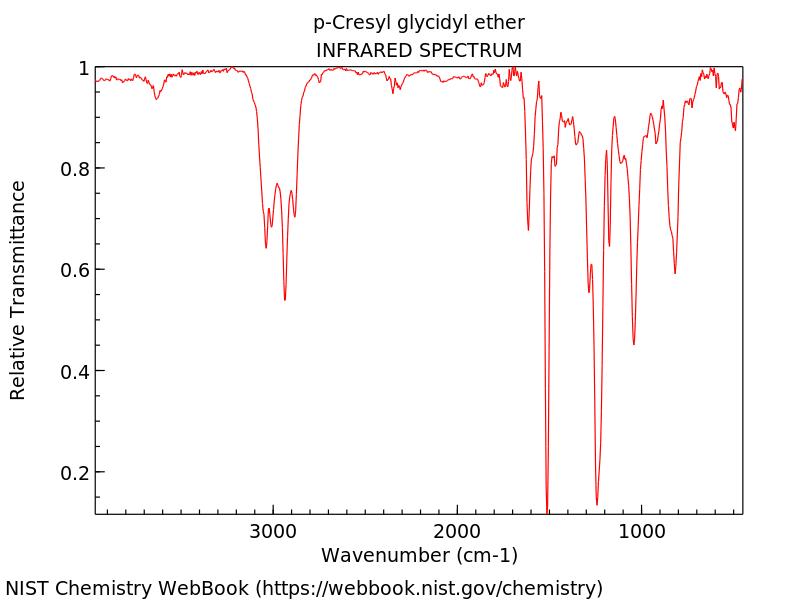 p-Cresyl glycidyl ether
INFRARED SPECTRUM
1
0.8
0.6
0.4
0.2
Relative Transmittance
3000 2000 1000
Wavenumber (cm-1)
NIST Chemistry WebBook (https://webbook.nist.gov/chemistry)